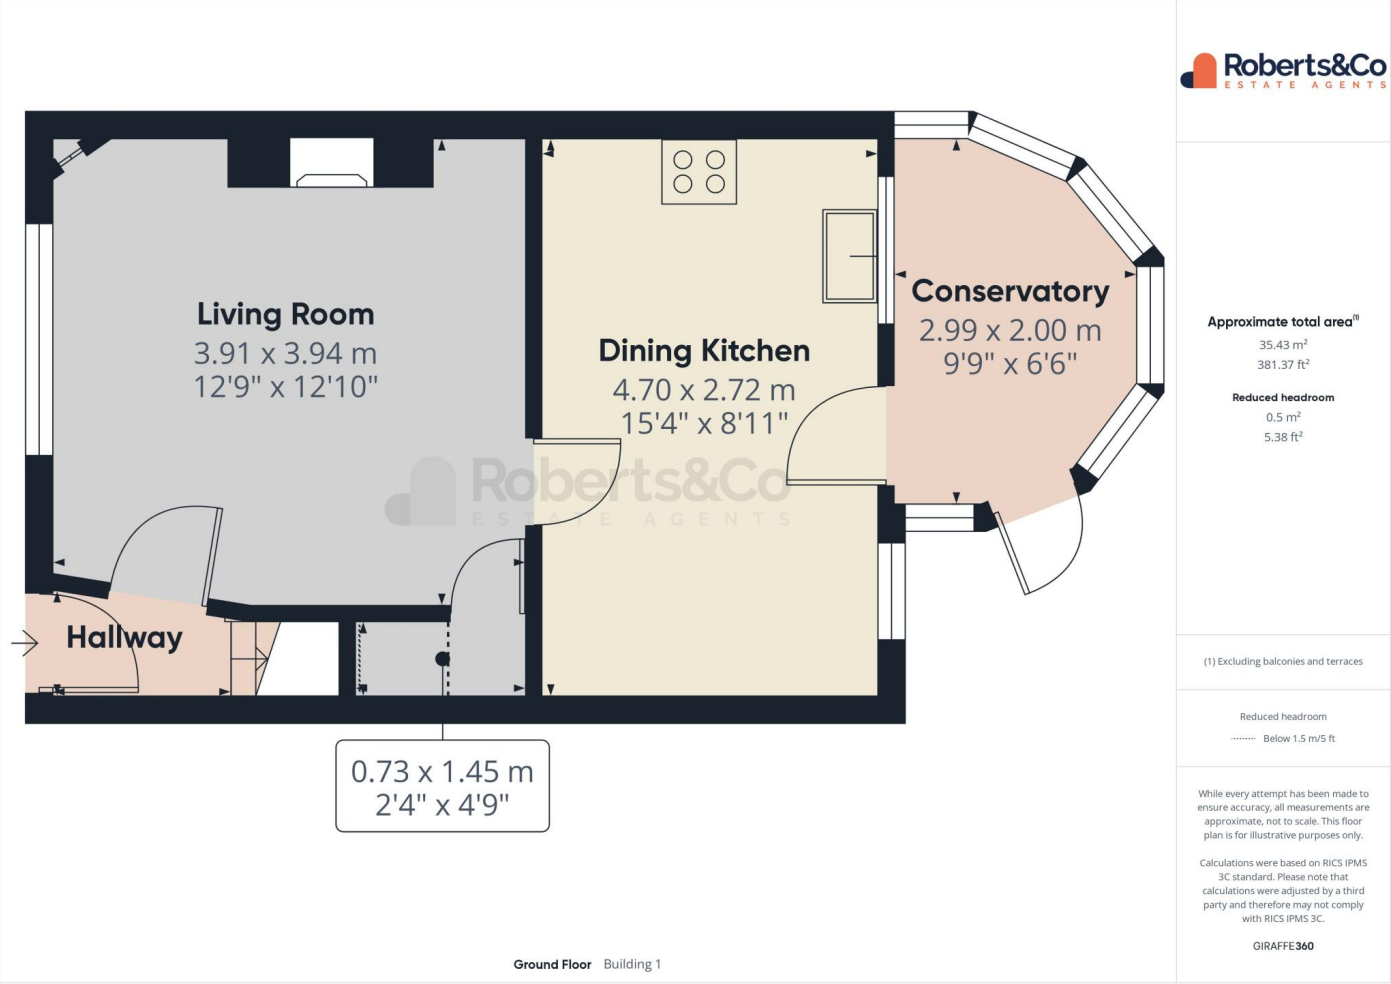 Roberts&Co
ESTATE AGENTS
Living Room
3.91 x 3.94 m
12'9" x 12'10"
Dining Kitchen
4.70 x 2.72 m
15'4" x 8'11"
Conservatory
2.99 x 2.00 m
9'9" x 6'6"
Roberts&Co
ESTATE AGENTS
Hallway
0.73 x 1.45 m
2'4" x 4'9"
Ground Floor Building 1
Approximate total area(1)
35.43 m²
381.37 ft²
Reduced headroom
0.5 m²
5.38 ft²
(1) Excluding balconies and terraces
Reduced headroom
Below 1.5 m/5 ft
While every attempt has been made to
ensure accuracy, all measurements are
approximate, not to scale. This floor
plan is for illustrative purposes only.
Calculations were based on RICS IPMS
3C standard. Please note that
calculations were adjusted by a third
party and therefore may not comply
with RICS IPMS 3C.
GIRAFFE360